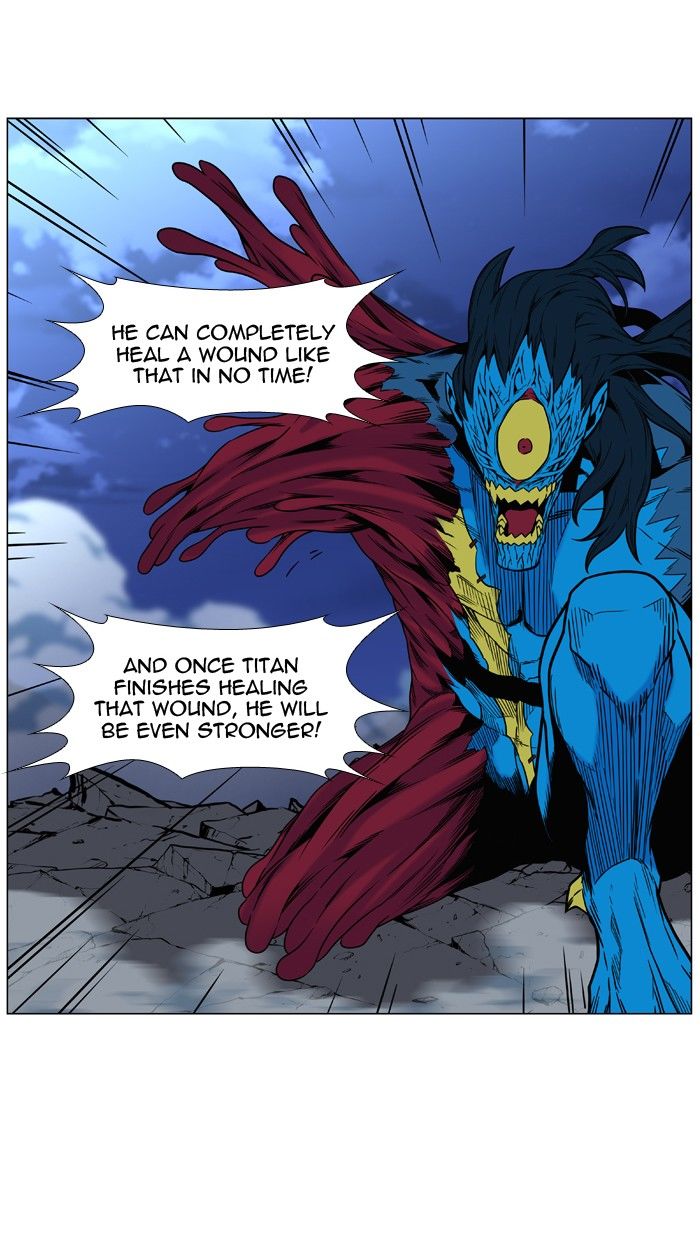 HE CAN COMPLETELY
HEAL A WOUND LIKE
THAT IN NO TIME!
AND ONCE TITAN
FINISHES HEALING
THAT WOUND, HE WILL
BE EVEN STRONGER!